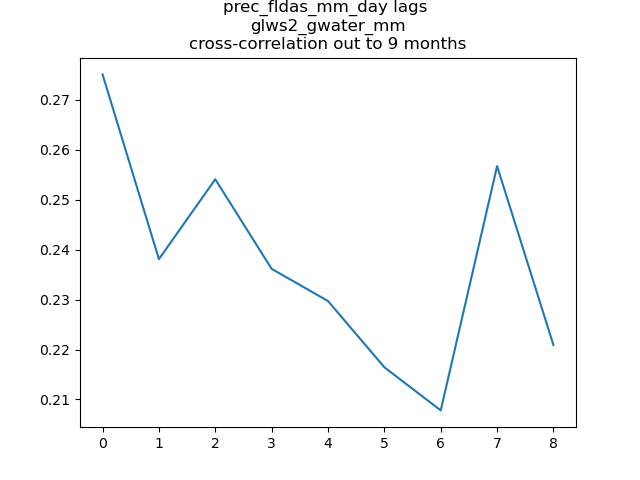 prec_fldas_mm_day lags
glws2_gwater_mm
cross-correlation out to 9 months
0.27
0.26
0.25
0.24
0.23
0.22
0.21
0 1 2 3 4 5 6 7 8